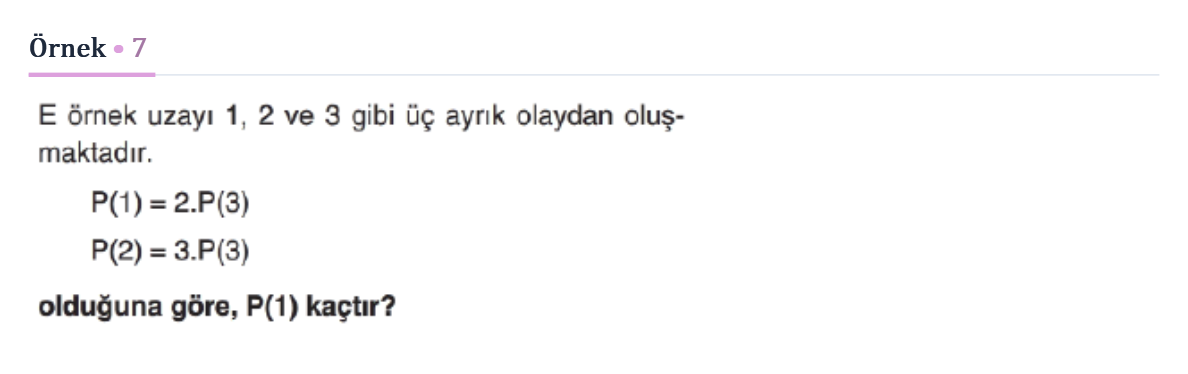 Örnek • 7
E örnek uzayı 1, 2 ve 3 gibi üç ayrık olaydan oluş-
maktadır.
P(1) = 2.P(3)
P(2) = 3.P(3)
olduğuna göre, P(1) kaçtır?